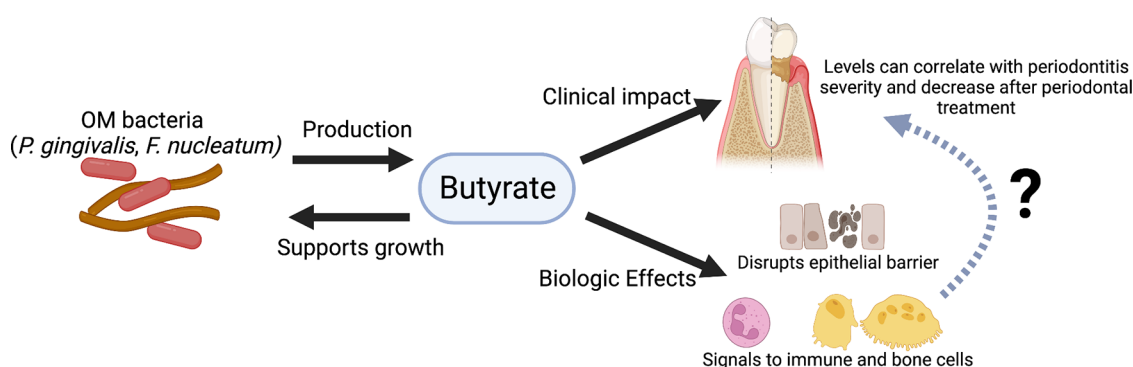 OM bacteria
(P. gingivalis, F. nucleatum)
Production
Supports growth
Butyrate
Clinical impact
Biologic Effects
Levels can correlate with periodontitis
severity and decrease after periodontal
treatment
?
Disrupts epithelial barrier
Signals to immune and bone cells